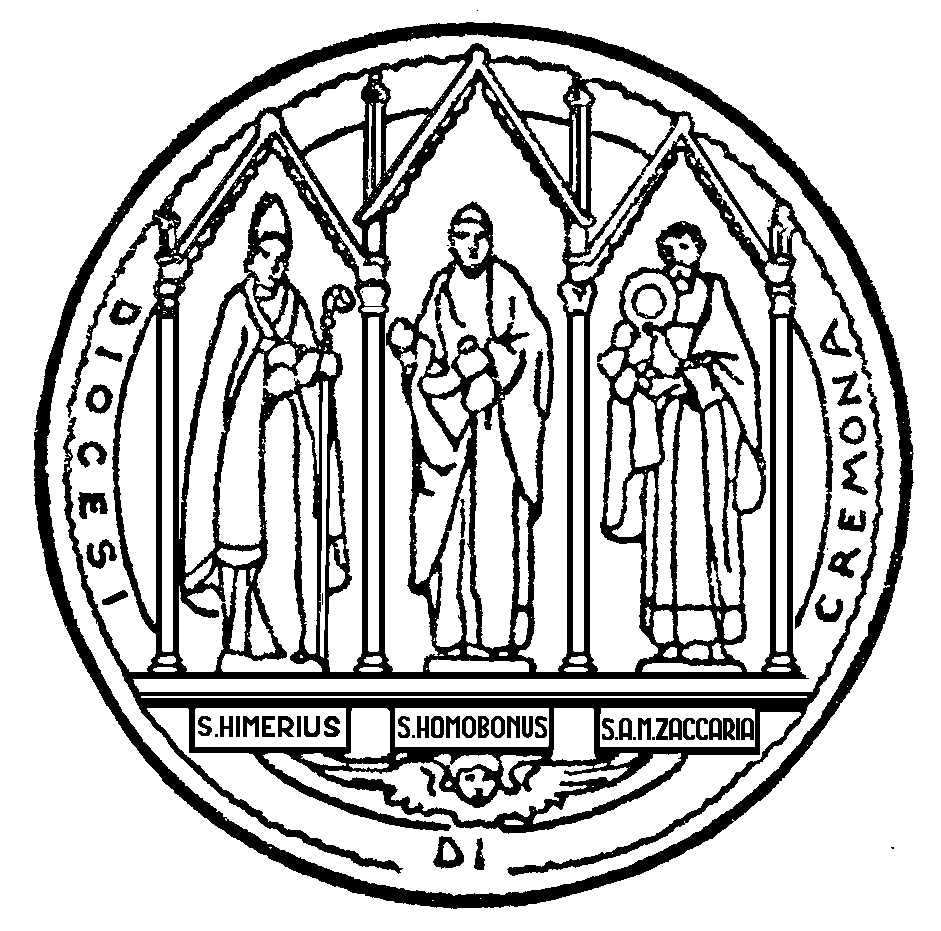 DIOCESI
DI
CREMONA
S.HIMERIUS
S.HOMOBONUS
S.A.M.ZACCARIA